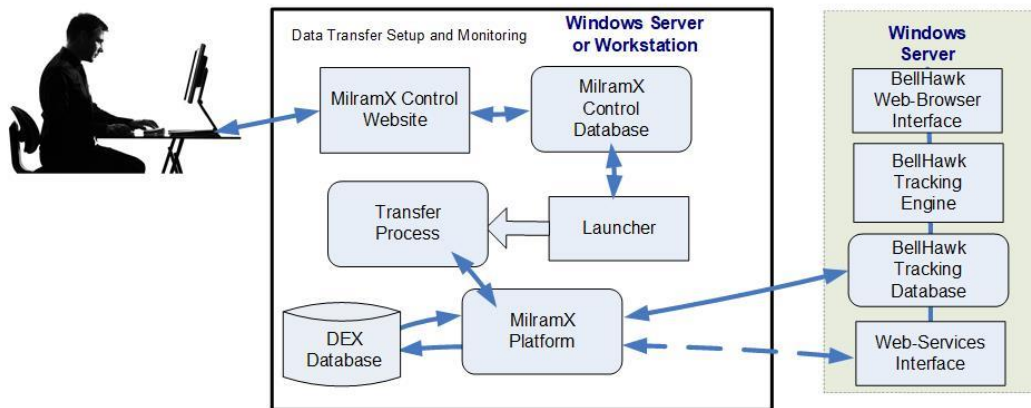 Data Transfer Setup and Monitoring
Windows Server
or Workstation
MilramX Control
Website
MilramX
Control
Database
Transfer
Process
Launcher
DEX
Database
MilramX
Platform
Windows
Server
BellHawk
Web-Browser
Interface
BellHawk
Tracking
Engine
BellHawk
Tracking
Database
Web-Services
Interface